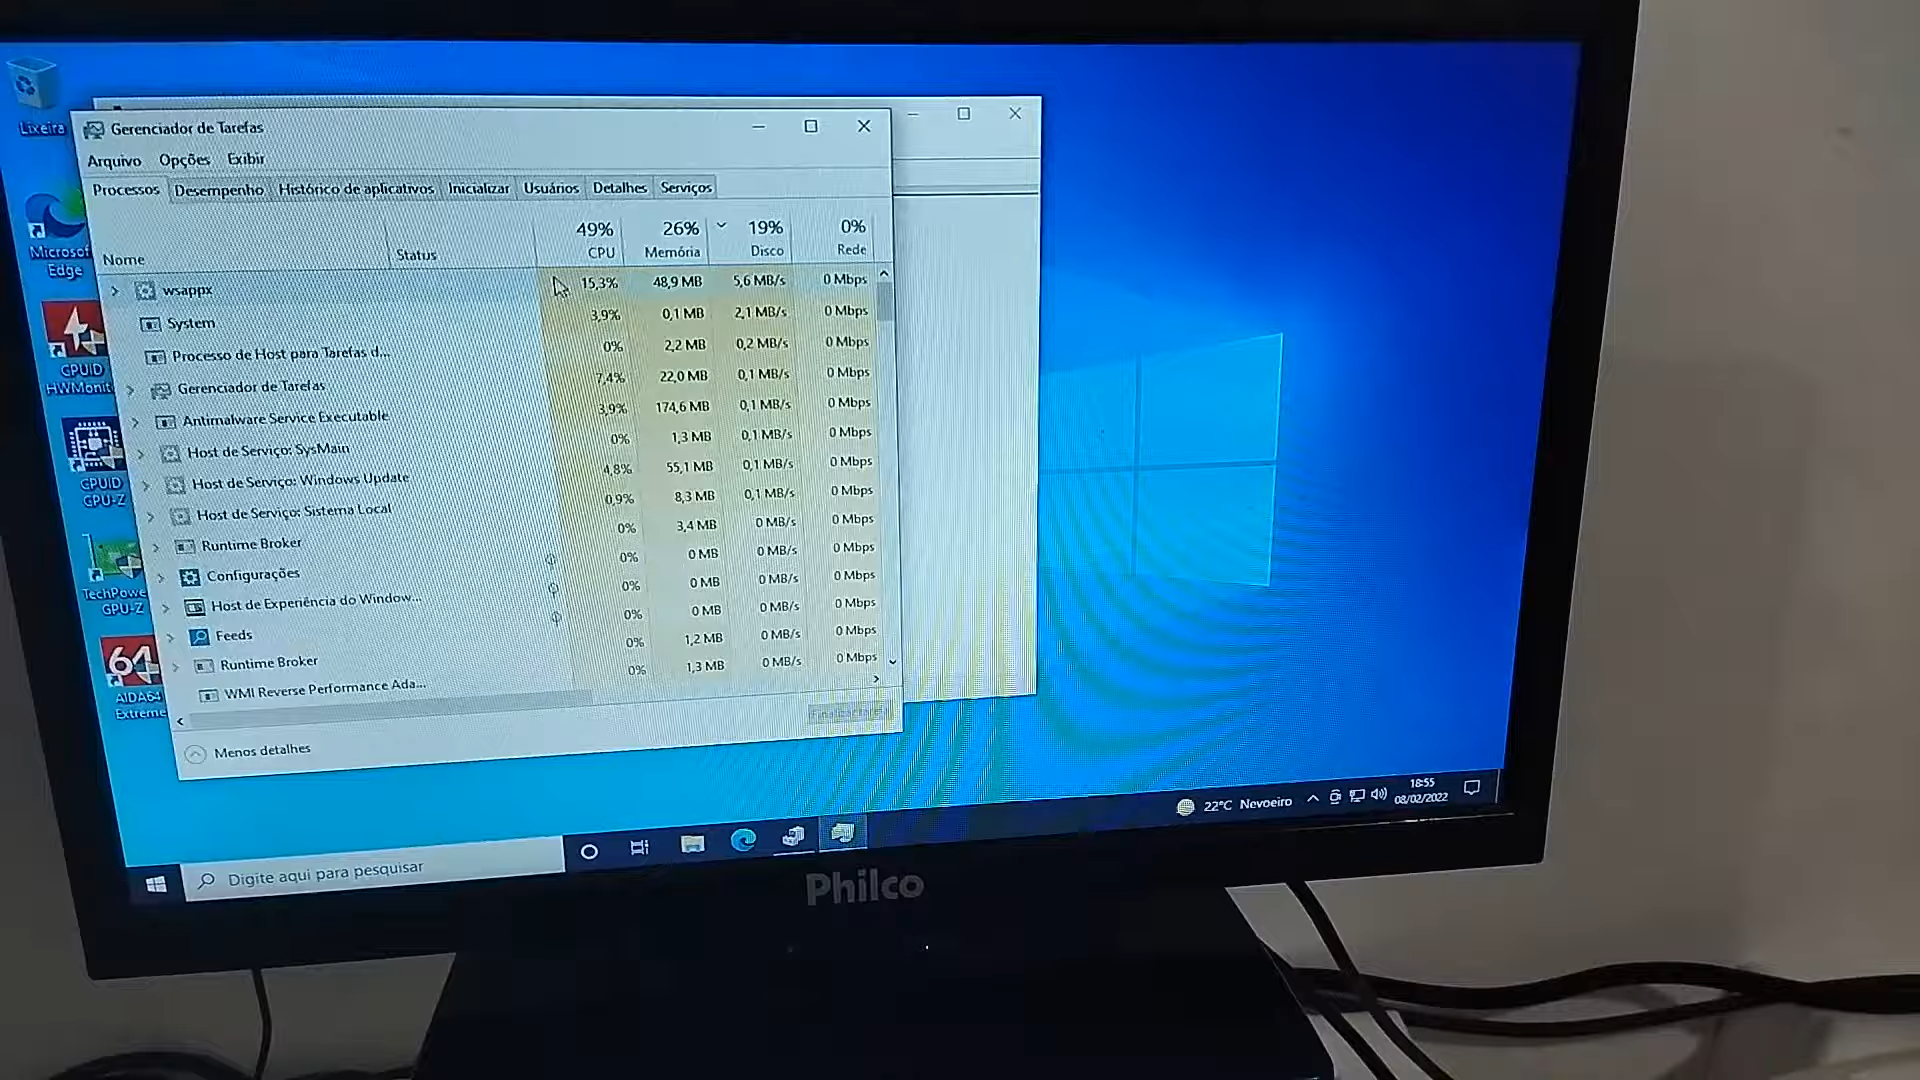 Lixeira
Microsof
Edge
CPUID
HWMonit
CPUID
GPU-Z
TechPowe
GPU-Z
64
AIDA64
Extreme
Gerenciador de Tarefas
Arquivo Opções Exibir
Processos Desempenho Histórico de aplicativos Inicializar Usuários Detalhes Serviços
49% 26% 19% 0%
Nome Status CPU Memória Disco Rede
wsappx 15,3% 48,9 MB 5,6 MB/s 0 Mbps
System 3,9% 0,1 MB 2,1 MB/s 0 Mbps
Processo de Host para Tarefas d... 0% 2,2 MB 0,2 MB/s 0 Mbps
Gerenciador de Tarefas 7,4% 22,0 MB 0,1 MB/s 0 Mbps
Antimalware Service Executable 3,9% 174,6 MB 0,1 MB/s 0 Mbps
Host de Serviço: SysMain 0% 1,3 MB 0,1 MB/s 0 Mbps
Host de Serviço: Windows Update 4,8% 55,1 MB 0,1 MB/s 0 Mbps
Host de Serviço: Sistema Local 0,9% 8,3 MB 0,1 MB/s 0 Mbps
Runtime Broker 0% 3,4 MB 0 MB/s 0 Mbps
Configurações 0% 0 MB 0 MB/s 0 Mbps
Host de Experiência do Window... 0% 0 MB 0 MB/s 0 Mbps
Feeds 0% 0 MB 0 MB/s 0 Mbps
Runtime Broker 0% 1,2 MB 0 MB/s 0 Mbps
WMI Reverse Performance Ada... 0% 1,3 MB 0 MB/s 0 Mbps
Finalizar tarefa
Menos detalhes
Digite aqui para pesquisar
22°C Nevoeiro
18:55
08/02/2022
Philco